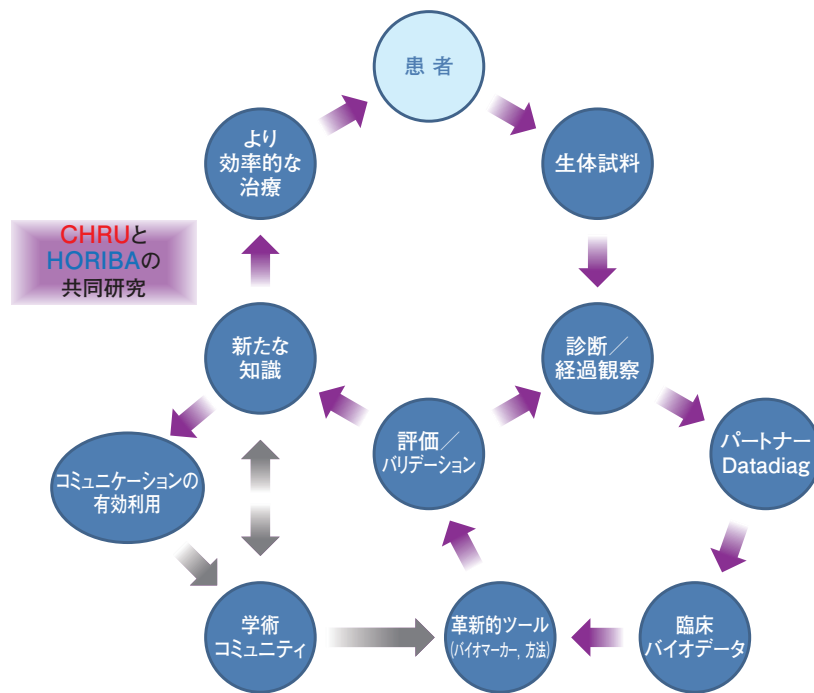 患 者
より
効率的な
治療
生体試料
CHRUと
HORIBAの
共同研究
新たな
知識
診断／
経過観察
評価／
バリデーション
パートナー
Datadiag
コミュニケーションの
有効利用
学術
コミュニティ
革新的ツール
(バイオマーカー, 方法)
臨床
バイオデータ